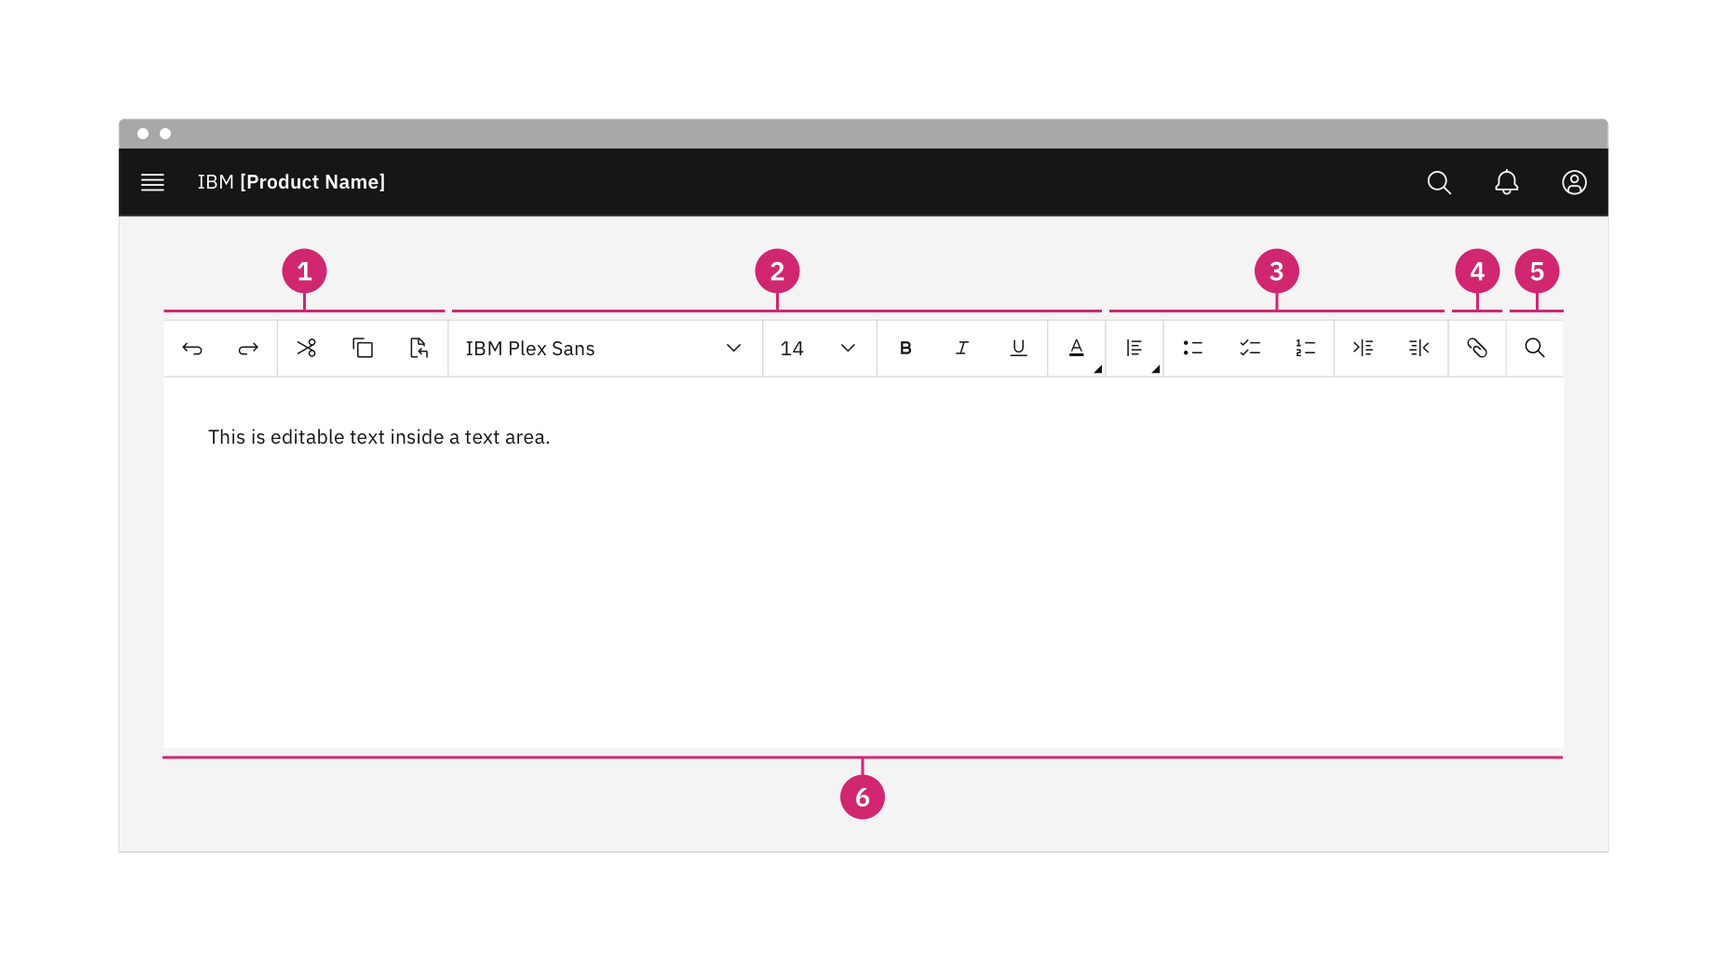 IBM [Product Name]
1 2 3 4 5
IBM Plex Sans 14 B I U A
This is editable text inside a text area.
6